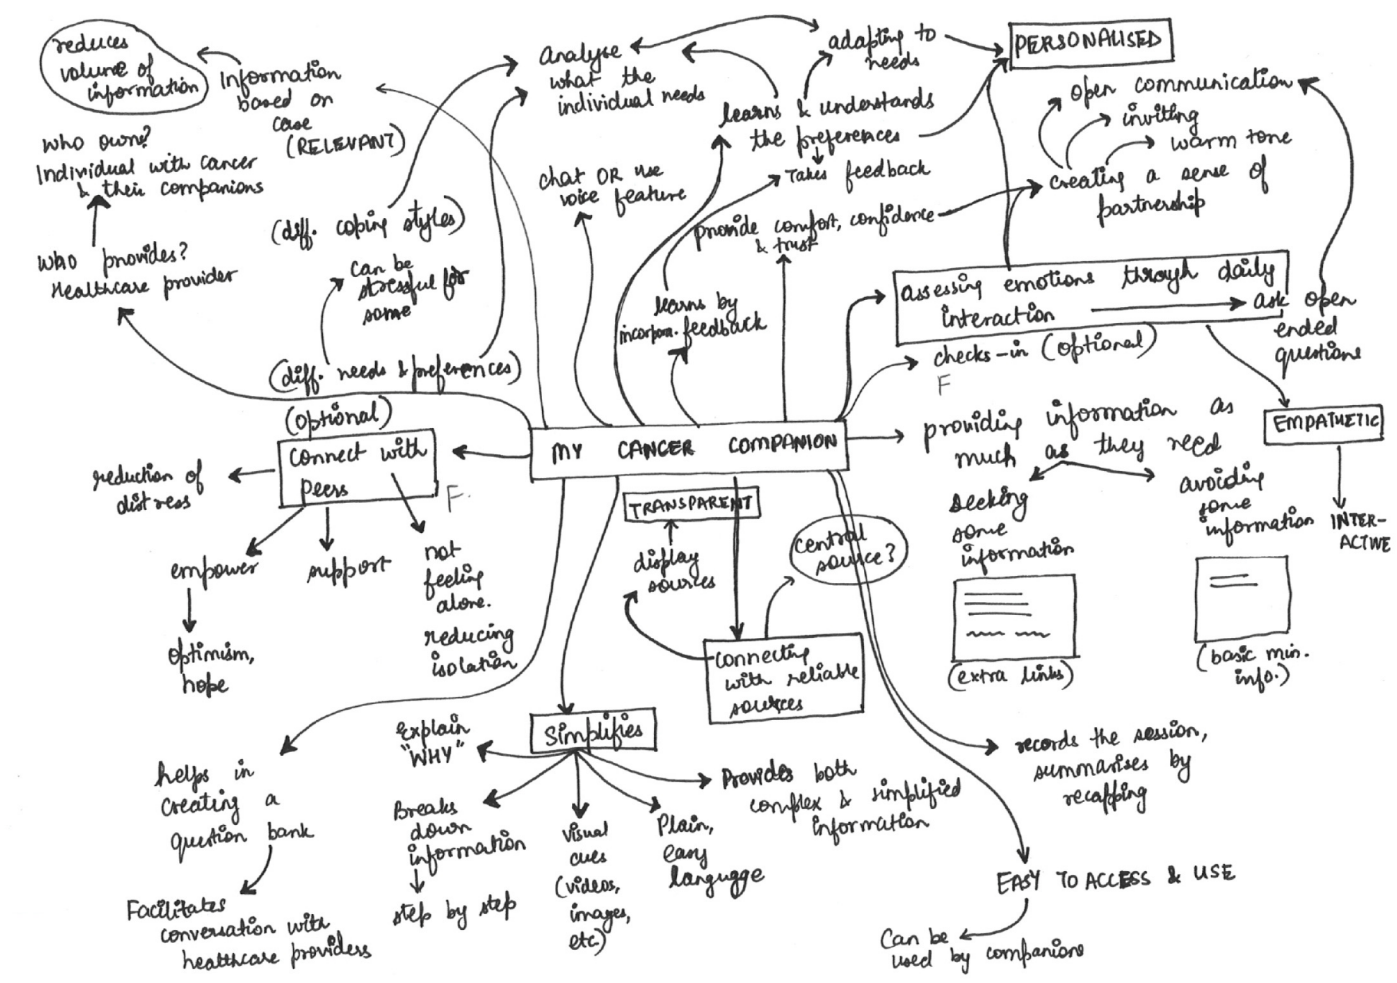 reduces
volume of
information
Information
based on
case
(RELEVANT)
Who own?
Individual with cancer
& their companions
Who provides?
Healthcare provider
(diff. coping styles)
can be
stressful for
some
(diff. needs & preferences)
Analyse
what the
individual needs
chat OR use
voice feature
adapting to
needs
learns & understands
the preferences
Takes feedback
provide comfort, confidence
& trust
learns by
incorpora. feedback
PERSONALISED
open communication
inviting
warm tone
creating a sense of
partnership
assessing emotions through daily
interaction
ask open
ended
questions
checks-in (optional)
F
EMPATHETIC
INTER-
ACTIVE
providing information as
much as they need
seeking
some
information
(extra links)
avoiding
some
information
(basic min.
info.)
MY CANCER COMPANION
(optional)
connect with
peers
F.
reduction of
distress
empower
optimism,
hope
support
not
feeling
alone.
reducing
isolation
TRANSPARENT
display
sources
central
source?
connecting
with reliable
sources
helps in
creating a
question bank
Facilitates
conversation with
healthcare providers
Simplifies
Explain
"WHY"
Breaks
down
information
step by step
visual
cues
(videos,
images,
etc)
Plain,
easy
langugge
Provides both
complex & simplified
information
records the session,
summarises by
recapping
EASY TO ACCESS & USE
Can be
used by companions